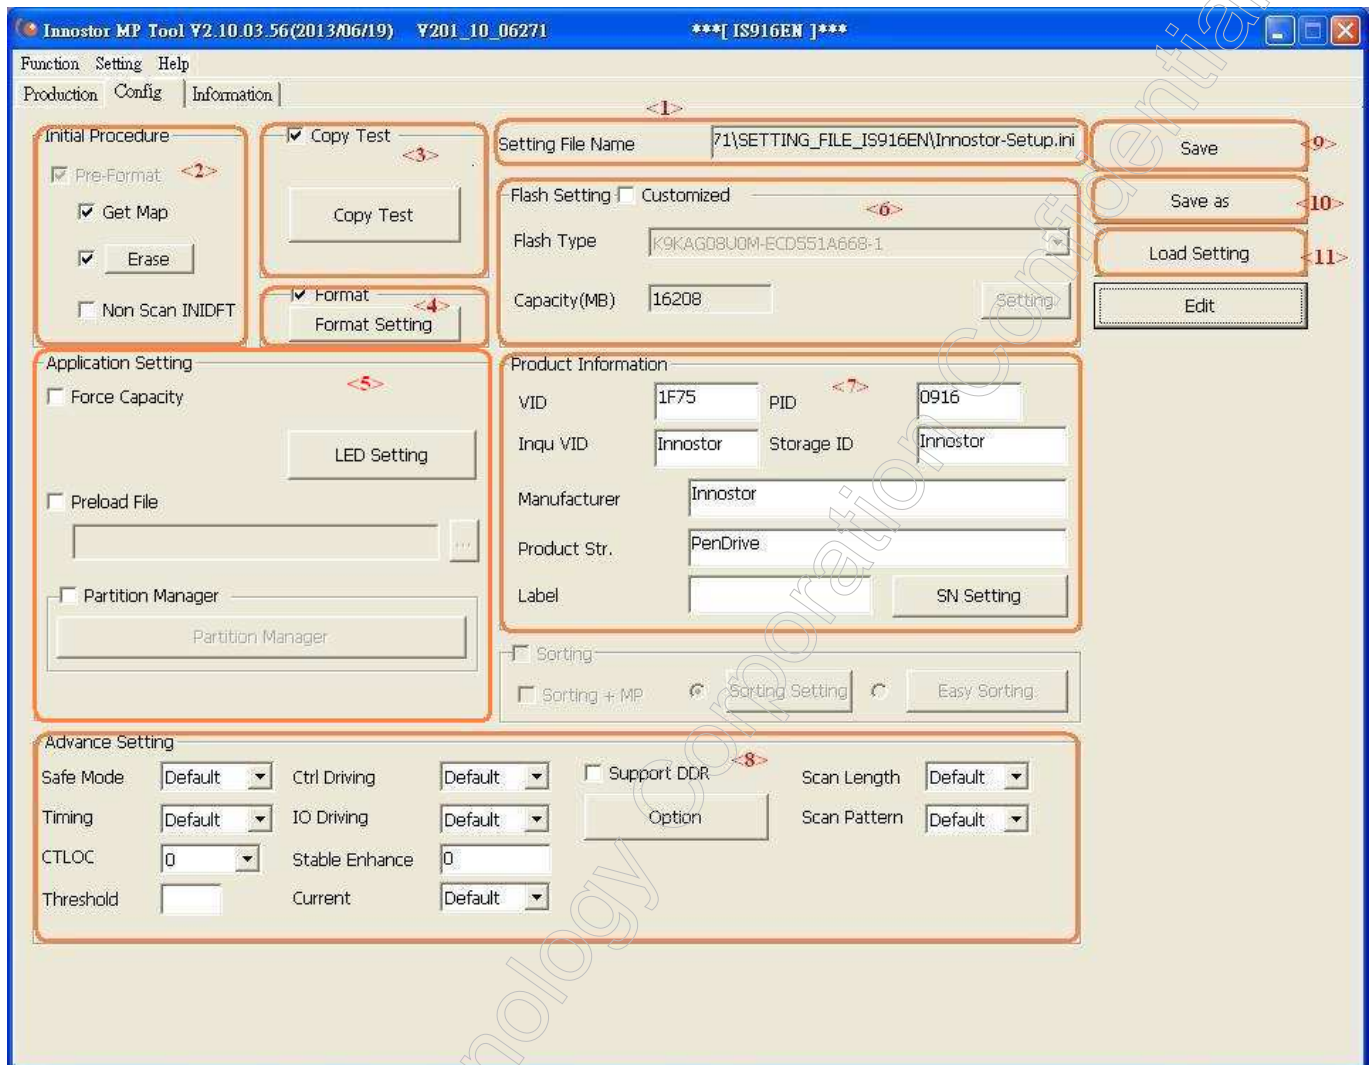 Innostor MP Tool V2.10.03.56(2013/06/19) V201_10_06271 ***[ IS916EN ]***
Function Setting Help
Production Config Information
<1>
Initial Procedure
<2>
Pre-Format
Get Map
Erase
Non Scan INIDFT
Copy Test
<3>
Copy Test
Format
<4>
Format Setting
Setting File Name 71\SETTING_FILE_IS916EN\Innostor-Setup.ini
Flash Setting Customized
<6>
Flash Type K9KAG08U0M-ECD551A668-1
Capacity(MB) 16208 Setting
Save <9>
Save as <10>
Load Setting <11>
Edit
Application Setting
<5>
Force Capacity
LED Setting
Preload File
...
Partition Manager
Partition Manager
Product Information
<7>
VID 1F75 PID 0916
Inqu VID Innostor Storage ID Innostor
Manufacturer Innostor
Product Str. PenDrive
Label SN Setting
Sorting
Sorting + MP Sorting Setting Easy Sorting
Advance Setting
<8>
Safe Mode Default Ctrl Driving Default Support DDR Scan Length Default
Timing Default IO Driving Default Option Scan Pattern Default
CTLOC 0 Stable Enhance 0
Threshold Current Default
nology Corporation Confidential